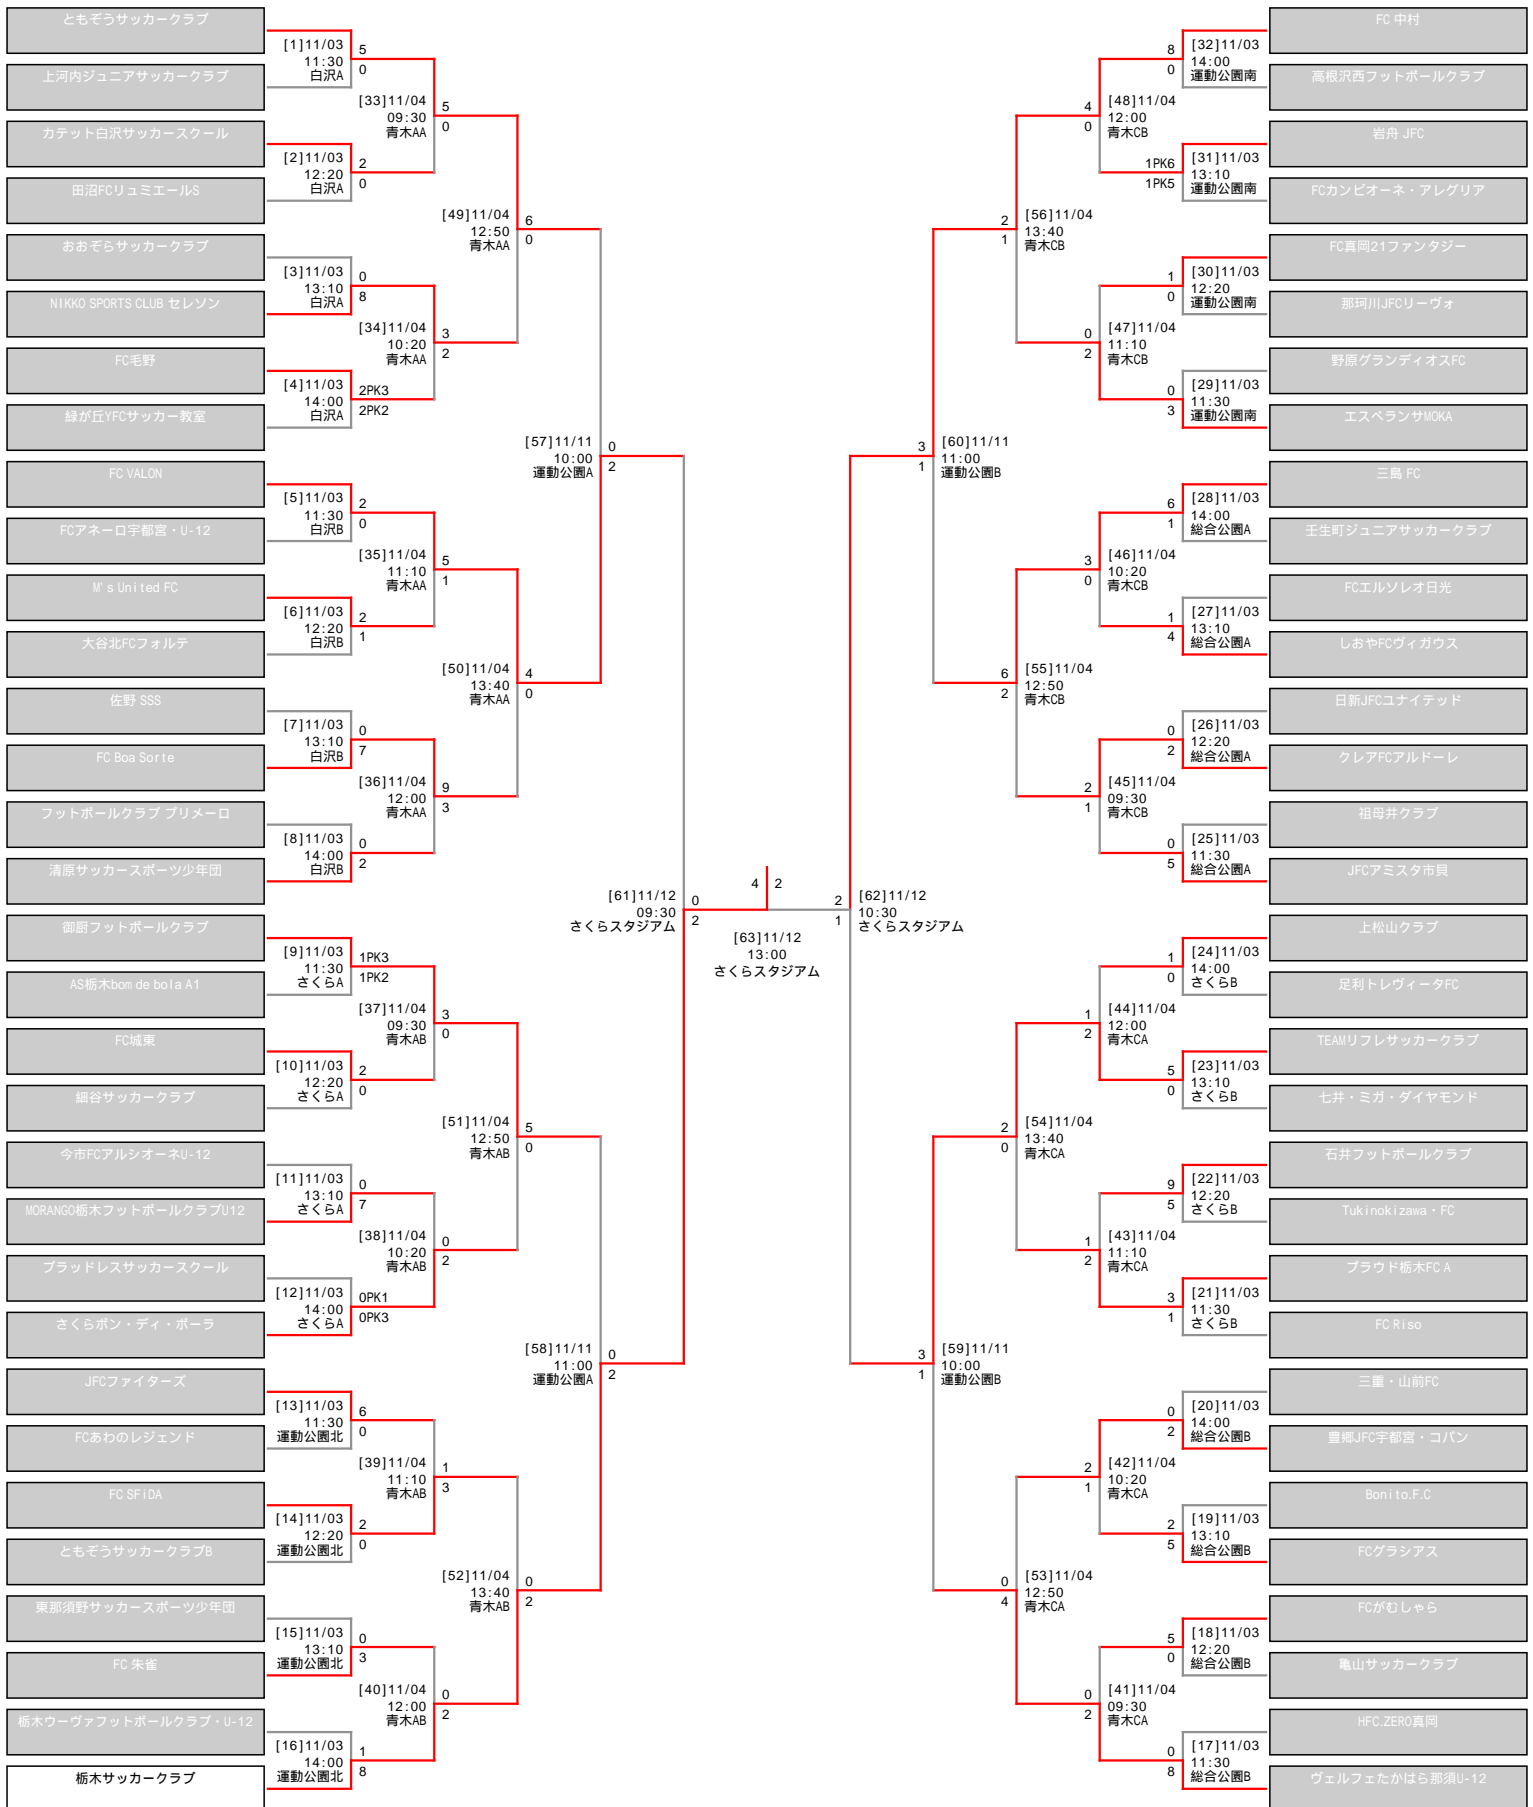 ともぞうサッカークラブ
[1]11/03
11:30
白沢A
5
0
上河内ジュニアサッカークラブ
[33]11/04
09:30
青木AA
5
0
カテット白沢サッカースクール
[2]11/03
12:20
白沢A
2
0
田沼FCリュミエールS
[49]11/04
12:50
青木AA
6
0
おおぞらサッカークラブ
[3]11/03
13:10
白沢A
0
8
NIKKO SPORTS CLUB セレソン
[34]11/04
10:20
青木AA
3
2
FC毛野
[4]11/03
14:00
白沢A
2PK3
2PK2
緑が丘YFCサッカー教室
[57]11/11
10:00
運動公園A
0
2
FC VALON
[5]11/03
11:30
白沢B
2
0
FCアネーロ宇都宮・U-12
[35]11/04
11:10
青木AA
5
1
M's United FC
[6]11/03
12:20
白沢B
2
1
大谷北FCフォルテ
[50]11/04
13:40
青木AA
4
0
佐野 SSS
[7]11/03
13:10
白沢B
0
7
FC Boa Sorte
[36]11/04
12:00
青木AA
9
3
フットボールクラブ プリメーロ
[8]11/03
14:00
白沢B
0
2
清原サッカースポーツ少年団
[61]11/12
09:30
さくらスタジアム
0
2
御厨フットボールクラブ
[9]11/03
11:30
さくらA
1PK3
1PK2
AS栃木bom de bola A1
[37]11/04
09:30
青木AB
3
0
FC城東
[10]11/03
12:20
さくらA
2
0
細谷サッカークラブ
[51]11/04
12:50
青木AB
5
0
今市FCアルシオーネU-12
[11]11/03
13:10
さくらA
0
7
MORANGO栃木フットボールクラブU12
[38]11/04
10:20
青木AB
0
2
ブラッドレスサッカースクール
[12]11/03
14:00
さくらA
0PK1
0PK3
さくらボン・ディ・ボーラ
[58]11/11
11:00
運動公園A
0
2
JFCファイターズ
[13]11/03
11:30
運動公園北
6
0
FCあわのレジェンド
[39]11/04
11:10
青木AB
1
3
FC SFiDA
[14]11/03
12:20
運動公園北
2
0
ともぞうサッカークラブB
[52]11/04
13:40
青木AB
0
2
東那須野サッカースポーツ少年団
[15]11/03
13:10
運動公園北
0
3
FC 朱雀
[40]11/04
12:00
青木AB
0
2
栃木ウーヴァフットボールクラブ・U-12
[16]11/03
14:00
運動公園北
1
8
栃木サッカークラブ
4
2
[63]11/12
13:00
さくらスタジアム
FC 中村
8
0
[32]11/03
14:00
運動公園南
高根沢西フットボールクラブ
4
0
[48]11/04
12:00
青木CB
岩舟 JFC
1PK6
1PK5
[31]11/03
13:10
運動公園南
FCカンピオーネ・アレグリア
2
1
[56]11/04
13:40
青木CB
FC真岡21ファンタジー
1
0
[30]11/03
12:20
運動公園南
那珂川JFCリーヴォ
0
2
[47]11/04
11:10
青木CB
野原グランディオスFC
0
3
[29]11/03
11:30
運動公園南
エスペランサMOKA
3
1
[60]11/11
11:00
運動公園B
三島 FC
6
1
[28]11/03
14:00
総合公園A
壬生町ジュニアサッカークラブ
3
0
[46]11/04
10:20
青木CB
FCエルソレオ日光
1
4
[27]11/03
13:10
総合公園A
しおやFCヴィガウス
6
2
[55]11/04
12:50
青木CB
日新JFCユナイテッド
0
2
[26]11/03
12:20
総合公園A
クレアFCアルドーレ
2
1
[45]11/04
09:30
青木CB
祖母井クラブ
0
5
[25]11/03
11:30
総合公園A
JFCアミスタ市貝
2
1
[62]11/12
10:30
さくらスタジアム
上松山クラブ
1
0
[24]11/03
14:00
さくらB
足利トレヴィータFC
1
2
[44]11/04
12:00
青木CA
TEAMリフレサッカークラブ
5
0
[23]11/03
13:10
さくらB
七井・ミガ・ダイヤモンド
2
0
[54]11/04
13:40
青木CA
石井フットボールクラブ
9
5
[22]11/03
12:20
さくらB
Tukinokizawa・FC
1
2
[43]11/04
11:10
青木CA
プラウド栃木FC A
3
1
[21]11/03
11:30
さくらB
FC Riso
3
1
[59]11/11
10:00
運動公園B
三重・山前FC
0
2
[20]11/03
14:00
総合公園B
豊郷JFC宇都宮・コパン
2
1
[42]11/04
10:20
青木CA
Bonito.F.C
2
5
[19]11/03
13:10
総合公園B
FCグラシアス
0
4
[53]11/04
12:50
青木CA
FCがむしゃら
5
0
[18]11/03
12:20
総合公園B
亀山サッカークラブ
0
2
[41]11/04
09:30
青木CA
HFC.ZERO真岡
0
8
[17]11/03
11:30
総合公園B
ヴェルフェたかはら那須U-12